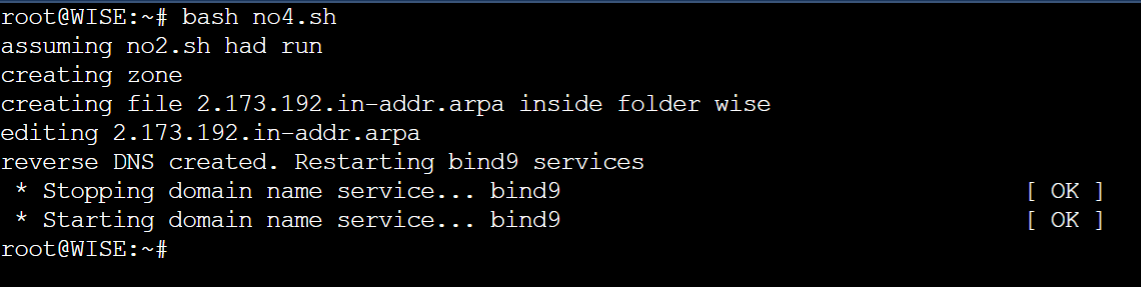 root@WISE:~# bash no4.sh
assuming no2.sh had run
creating zone
creating file 2.173.192.in-addr.arpa inside folder wise
editing 2.173.192.in-addr.arpa
reverse DNS created. Restarting bind9 services
 * Stopping domain name service... bind9 [ OK ]
 * Starting domain name service... bind9 [ OK ]
root@WISE:~#